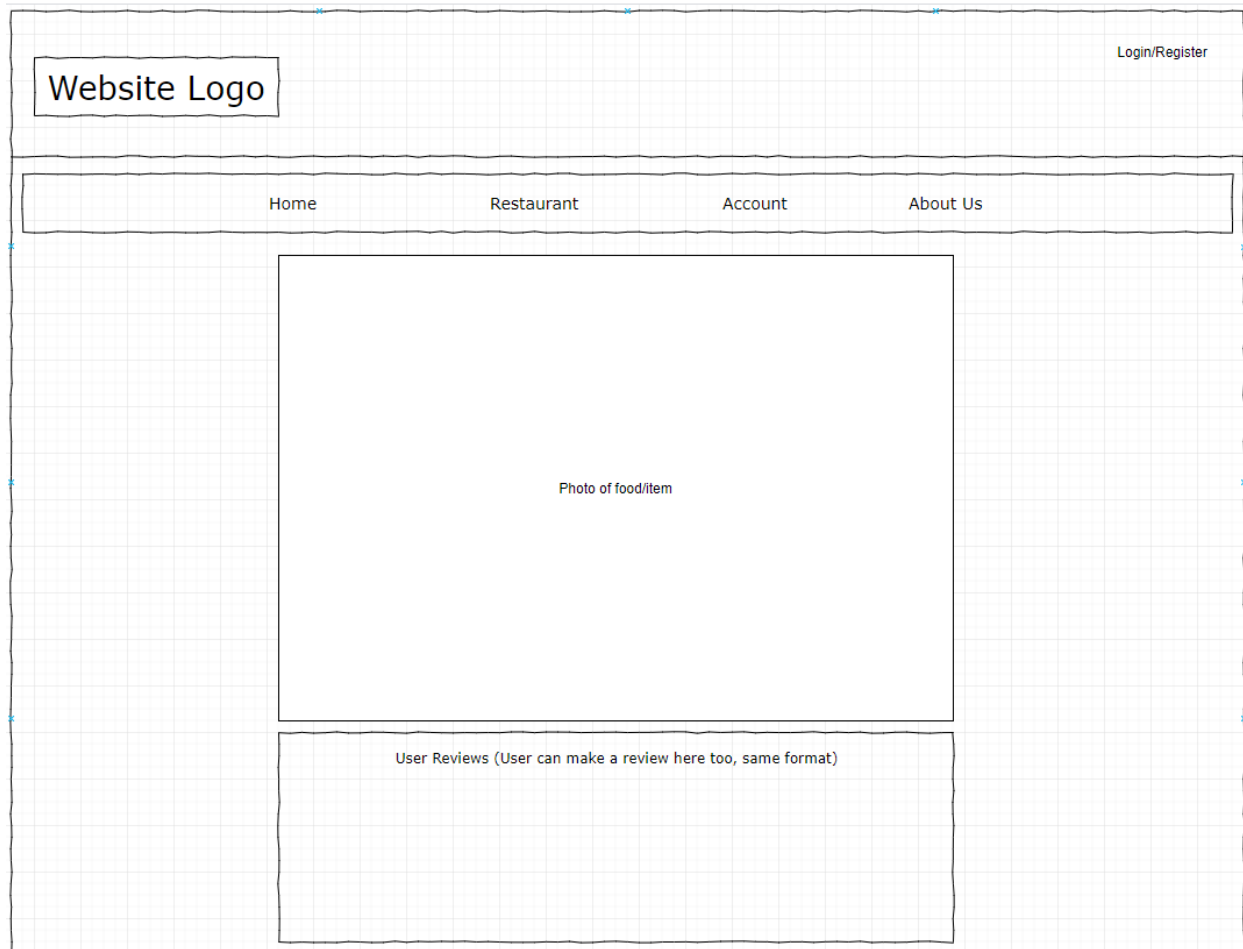 Login/Register
Website Logo
Home Restaurant Account About Us
Photo of food/item
User Reviews (User can make a review here too, same format)